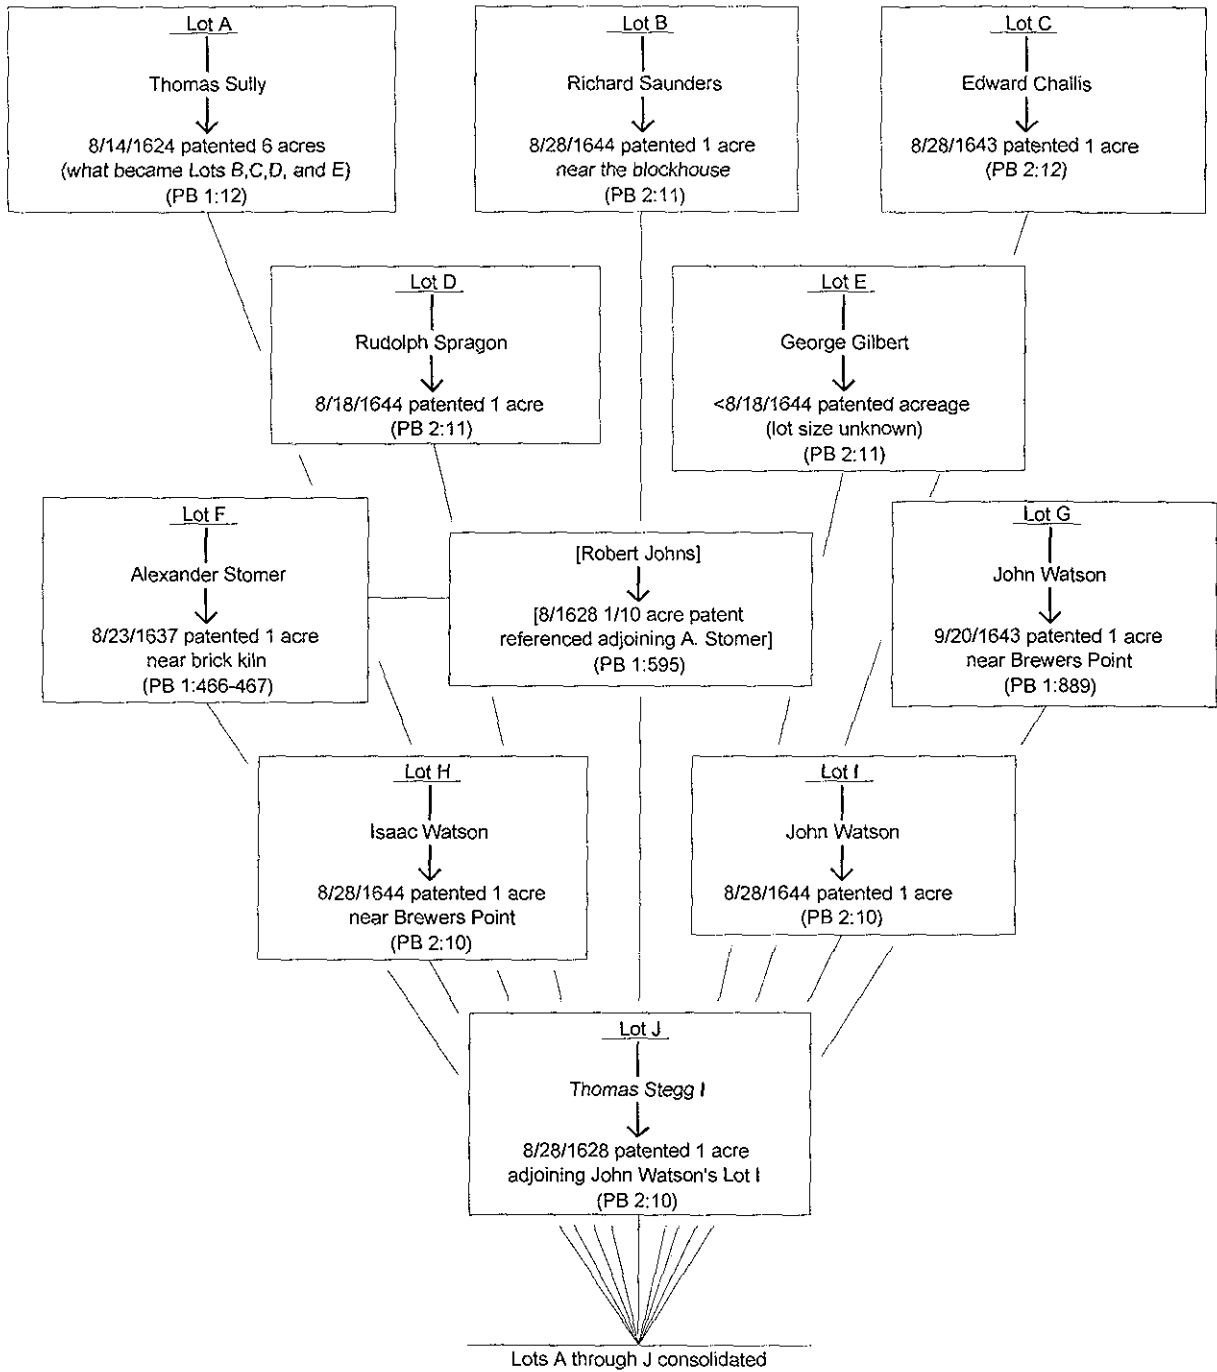 Lot A
Thomas Sully
8/14/1624 patented 6 acres
(what became Lots B,C,D, and E)
(PB 1:12)
Lot B
Richard Saunders
8/28/1644 patented 1 acre
near the blockhouse
(PB 2:11)
Lot C
Edward Challis
8/28/1643 patented 1 acre
(PB 2:12)
Lot D
Rudolph Spragon
8/18/1644 patented 1 acre
(PB 2:11)
Lot E
George Gilbert
<8/18/1644 patented acreage
(lot size unknown)
(PB 2:11)
Lot F
Alexander Stomer
8/23/1637 patented 1 acre
near brick kiln
(PB 1:466-467)
[Robert Johns]
[8/1628 1/10 acre patent
referenced adjoining A. Stomer]
(PB 1:595)
Lot G
John Watson
9/20/1643 patented 1 acre
near Brewers Point
(PB 1:889)
Lot H
Isaac Watson
8/28/1644 patented 1 acre
near Brewers Point
(PB 2:10)
Lot I
John Watson
8/28/1644 patented 1 acre
(PB 2:10)
Lot J
Thomas Stegg I
8/28/1628 patented 1 acre
adjoining John Watson's Lot I
(PB 2:10)
Lots A through J consolidated